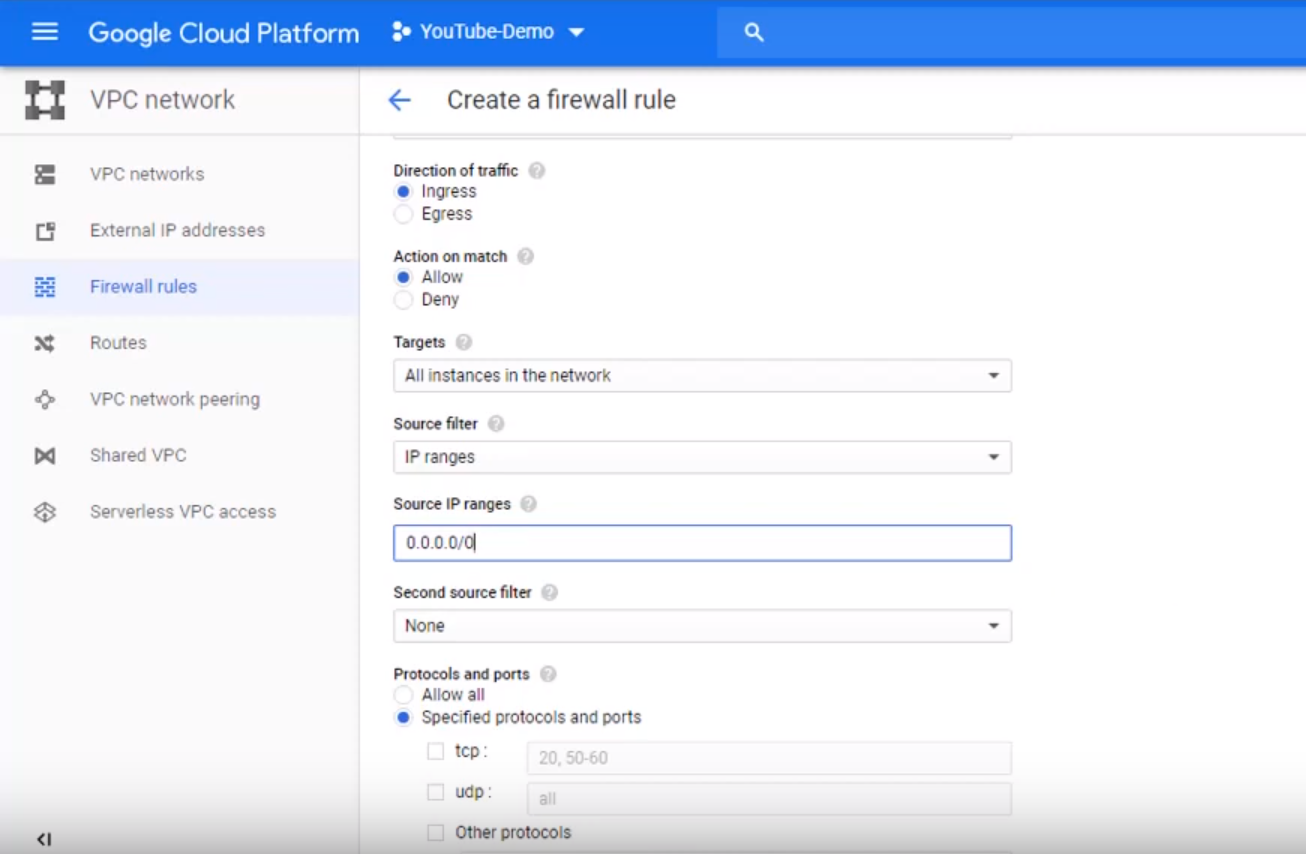 Google Cloud Platform
YouTube-Demo
VPC network
Create a firewall rule
VPC networks
External IP addresses
Firewall rules
Routes
VPC network peering
Shared VPC
Serverless VPC access
Direction of traffic
Ingress
Egress
Action on match
Allow
Deny
Targets
All instances in the network
Source filter
IP ranges
Source IP ranges
0.0.0.0/0
Second source filter
None
Protocols and ports
Allow all
Specified protocols and ports
tcp :
20, 50-60
udp :
all
Other protocols